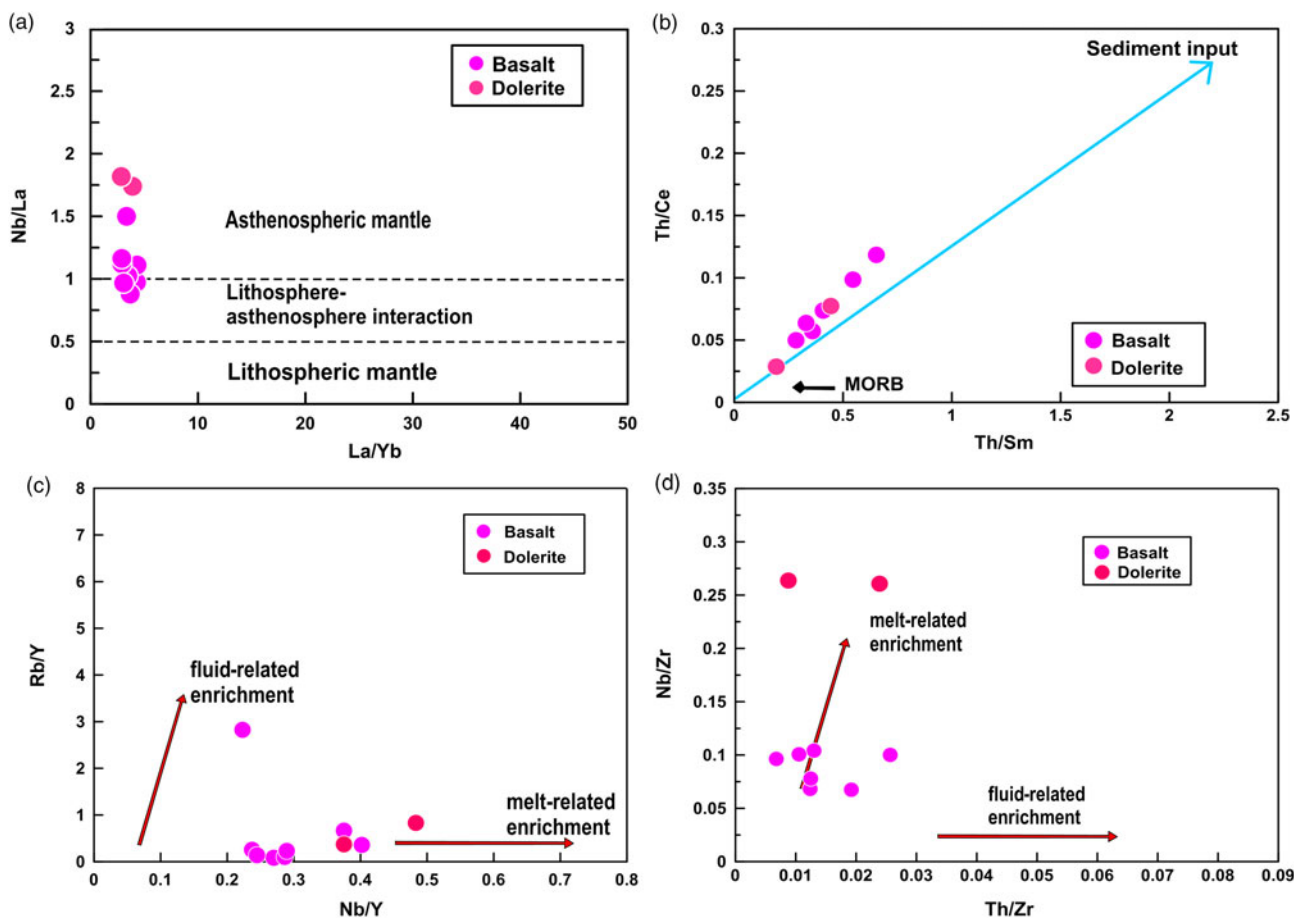 (a)
3
2.5
2
1.5
1
0.5
0
Nb/La
Basalt
Dolerite
Asthenospheric mantle
Lithosphere-
asthenosphere interaction
Lithospheric mantle
0
10
20
30
40
50
La/Yb
(b)
0.3
0.25
0.2
0.15
0.1
0.05
0
Th/Ce
Sediment input
MORB
Basalt
Dolerite
0
0.5
1
1.5
2
2.5
Th/Sm
(c)
8
7
6
5
4
3
2
1
0
Rb/Y
Basalt
Dolerite
fluid-related
enrichment
melt-related
enrichment
0
0.1
0.2
0.3
0.4
0.5
0.6
0.7
0.8
Nb/Y
(d)
0.35
0.3
0.25
0.2
0.15
0.1
0.05
0
Nb/Zr
Basalt
Dolerite
melt-related
enrichment
fluid-related
enrichment
0
0.01
0.02
0.03
0.04
0.05
0.06
0.07
0.08
0.09
Th/Zr